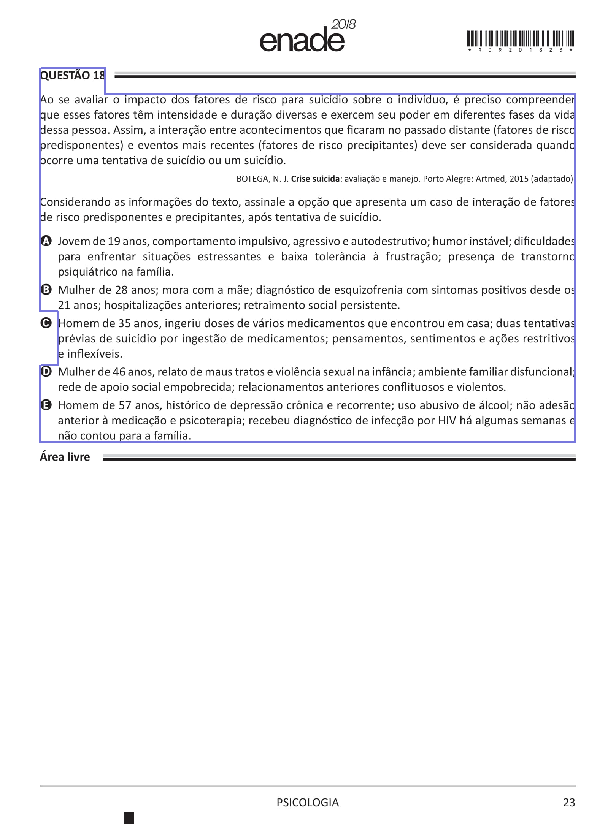 enade 2018
*R0920182S*
QUESTÃO 18
Ao se avaliar o impacto dos fatores de risco para suicídio sobre o indivíduo, é preciso compreender
que esses fatores têm intensidade e duração diversas e exercem seu poder em diferentes fases da vida
dessa pessoa. Assim, a interação entre acontecimentos que ficaram no passado distante (fatores de risco
predisponentes) e eventos mais recentes (fatores de risco precipitantes) deve ser considerada quando
ocorre uma tentativa de suicídio ou um suicídio.
BOTEGA, N. J. Crise suicida: avaliação e manejo. Porto Alegre: Artmed, 2015 (adaptado)
Considerando as informações do texto, assinale a opção que apresenta um caso de interação de fatores
de risco predisponentes e precipitantes, após tentativa de suicídio.
A Jovem de 19 anos, comportamento impulsivo, agressivo e autodestrutivo; humor instável; dificuldades
para enfrentar situações estressantes e baixa tolerância à frustração; presença de transtorno
psiquiátrico na família.
B Mulher de 28 anos; mora com a mãe; diagnóstico de esquizofrenia com sintomas positivos desde os
21 anos; hospitalizações anteriores; retraimento social persistente.
C Homem de 35 anos, ingeriu doses de vários medicamentos que encontrou em casa; duas tentativas
prévias de suicídio por ingestão de medicamentos; pensamentos, sentimentos e ações restritivos
e inflexíveis.
D Mulher de 46 anos, relato de maus tratos e violência sexual na infância; ambiente familiar disfuncional;
rede de apoio social empobrecida; relacionamentos anteriores conflituosos e violentos.
E Homem de 57 anos, histórico de depressão crônica e recorrente; uso abusivo de álcool; não adesão
anterior à medicação e psicoterapia; recebeu diagnóstico de infecção por HIV há algumas semanas e
não contou para a família.
Área livre
PSICOLOGIA
23